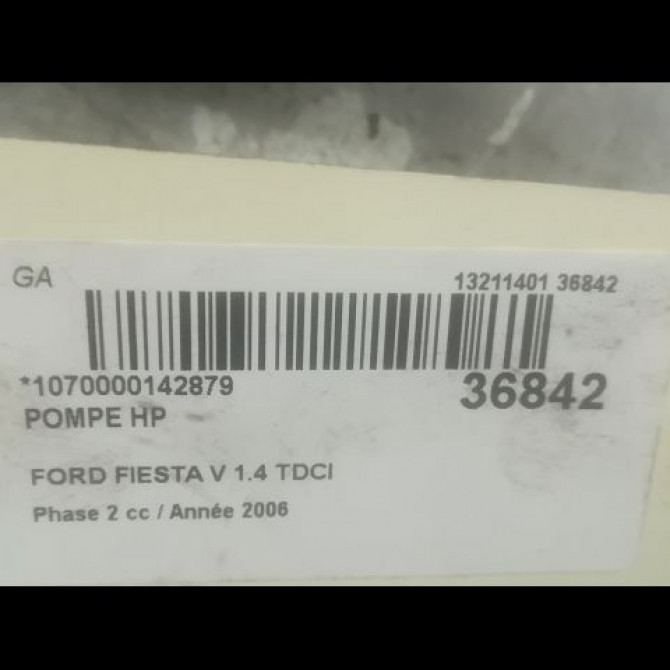 GA
13211401 36842
*1070000142879
36842
POMPE HP
FORD FIESTA V 1.4 TDCI
Phase 2 cc / Année 2006